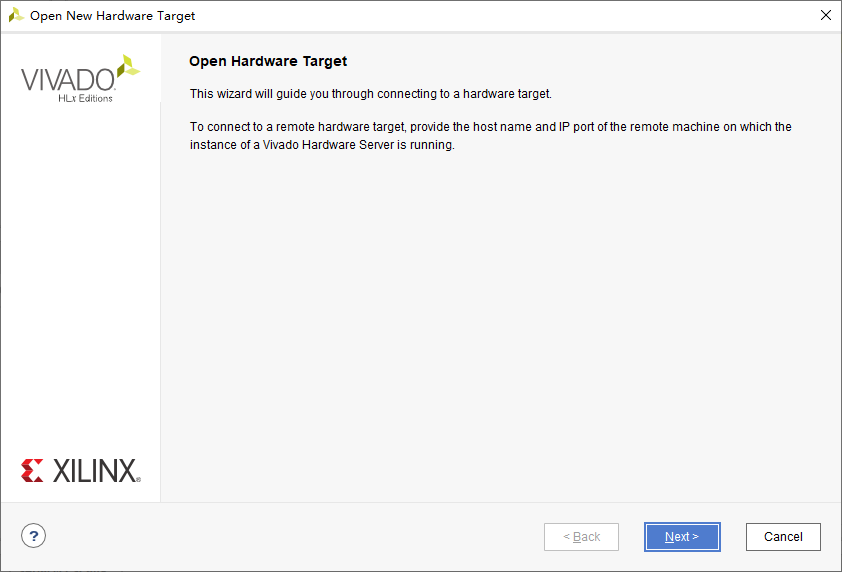 Open New Hardware Target
VIVADO.
HLx Editions
Open Hardware Target
This wizard will guide you through connecting to a hardware target.
To connect to a remote hardware target, provide the host name and IP port of the remote machine on which the
instance of a Vivado Hardware Server is running.
XILINX®
?
< Back
Next >
Cancel